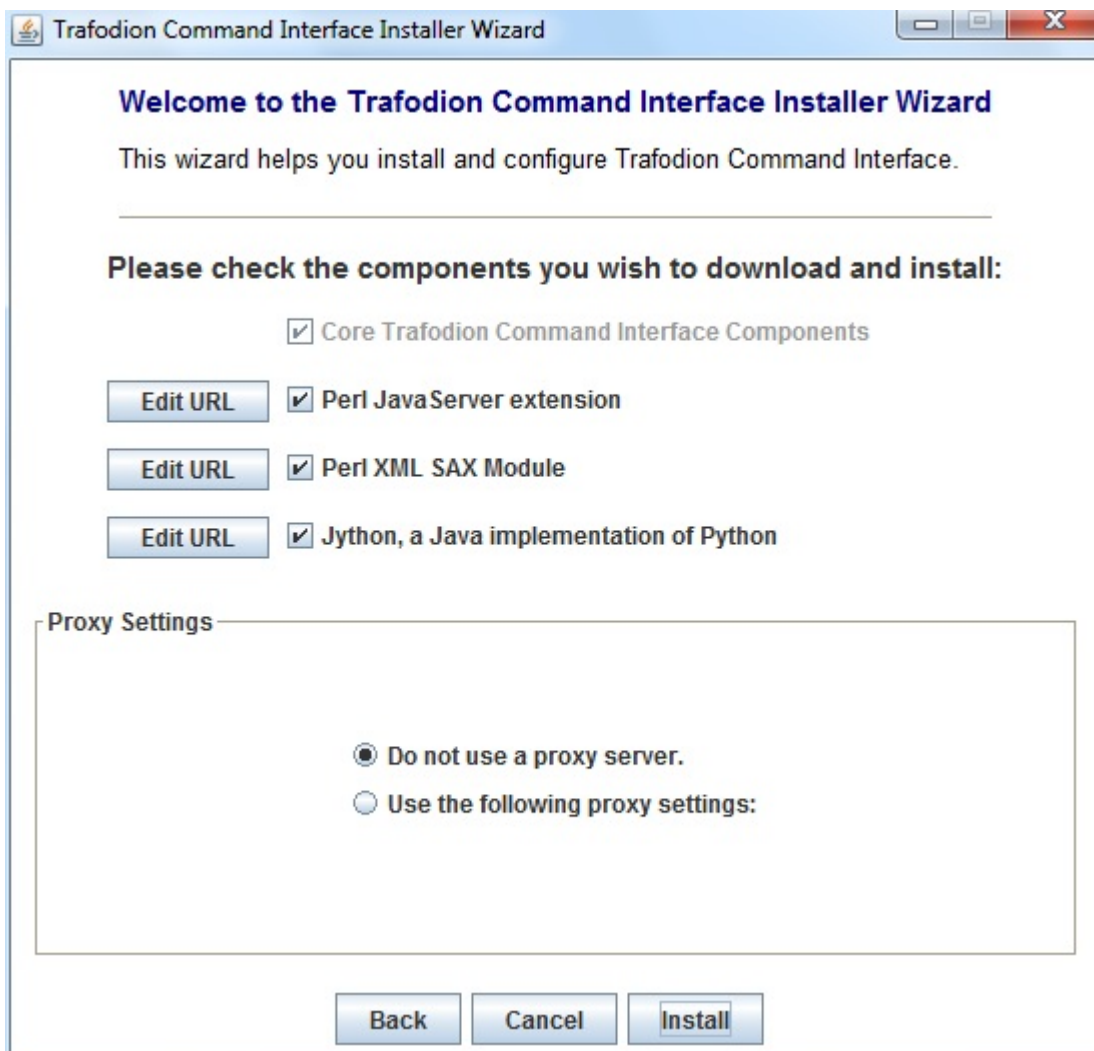 Trafodion Command Interface Installer Wizard
Welcome to the Trafodion Command Interface Installer Wizard
This wizard helps you install and configure Trafodion Command Interface.
Please check the components you wish to download and install:
Core Trafodion Command Interface Components
Edit URL Perl JavaServer extension
Edit URL Perl XML SAX Module
Edit URL Jython, a Java implementation of Python
Proxy Settings
Do not use a proxy server.
Use the following proxy settings:
Back Cancel Install